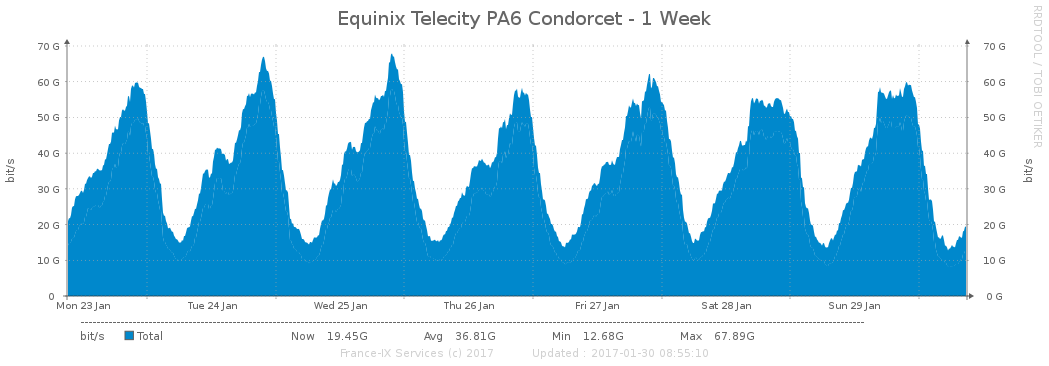 Equinix Telecity PA6 Condorcet - 1 Week
RRDTOOL / TOBI OETIKER
70 G 70 G
60 G 60 G
50 G 50 G
40 G 40 G
30 G 30 G
20 G 20 G
10 G 10 G
0 0 G
bit/s
bit/s
Mon 23 Jan Tue 24 Jan Wed 25 Jan Thu 26 Jan Fri 27 Jan Sat 28 Jan Sun 29 Jan
bit/s Total Now 19.45G Avg 36.81G Min 12.68G Max 67.89G
France-IX Services (c) 2017 Updated : 2017-01-30 08:55:10